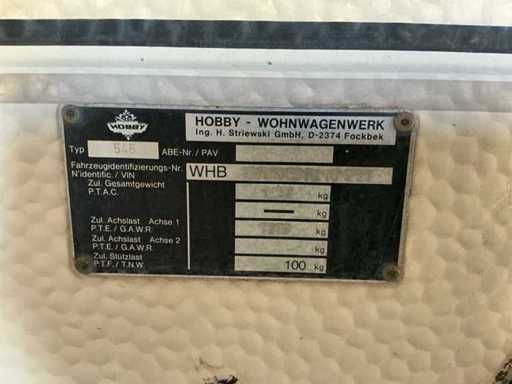 HOBBY
HOBBY - WOHNWAGENWERK
Ing. H. Striewski GmbH, D-2374 Fockbek
Typ 545 ABE-Nr. / PAV
Fahrzeugidentifizierungs-Nr.
N'identific. / VIN
WHB
Zul. Gesamtgewicht
P.T.A.C.
kg
kg
Zul. Achslast Achse 1
P.T.E. / G.A.W.R.
kg
Zul. Achslast Achse 2
P.T.E. / G.A.W.R.
kg
Zul. Stützlast
P.T.F. / T.N.W.
100 kg